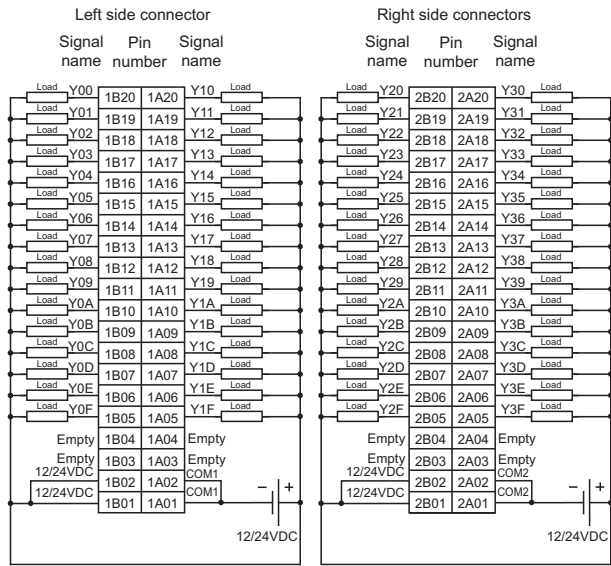 Left side connector Right side connectors
Signal Pin Signal Signal Pin Signal
name number name name number name
Load Y00 1B20 1A20 Y10 Load Load Y20 2B20 2A20 Y30 Load
Load Y01 1B19 1A19 Y11 Load Load Y21 2B19 2A19 Y31 Load
Load Y02 1B18 1A18 Y12 Load Load Y22 2B18 2A18 Y32 Load
Load Y03 1B17 1A17 Y13 Load Load Y23 2B17 2A17 Y33 Load
Load Y04 1B16 1A16 Y14 Load Load Y24 2B16 2A16 Y34 Load
Load Y05 1B15 1A15 Y15 Load Load Y25 2B15 2A15 Y35 Load
Load Y06 1B14 1A14 Y16 Load Load Y26 2B14 2A14 Y36 Load
Load Y07 1B13 1A13 Y17 Load Load Y27 2B13 2A13 Y37 Load
Load Y08 1B12 1A12 Y18 Load Load Y28 2B12 2A12 Y38 Load
Load Y09 1B11 1A11 Y19 Load Load Y29 2B11 2A11 Y39 Load
Load Y0A 1B10 1A10 Y1A Load Load Y2A 2B10 2A10 Y3A Load
Load Y0B 1B09 1A09 Y1B Load Load Y2B 2B09 2A09 Y3B Load
Load Y0C 1B08 1A08 Y1C Load Load Y2C 2B08 2A08 Y3C Load
Load Y0D 1B07 1A07 Y1D Load Load Y2D 2B07 2A07 Y3D Load
Load Y0E 1B06 1A06 Y1E Load Load Y2E 2B06 2A06 Y3E Load
Load Y0F 1B05 1A05 Y1F Load Load Y2F 2B05 2A05 Y3F Load
Empty 1B04 1A04 Empty Empty 2B04 2A04 Empty
Empty 1B03 1A03 Empty Empty 2B03 2A03 Empty
12/24VDC 1B02 1A02 COM1 12/24VDC 2B02 2A02 COM2
12/24VDC 1B01 1A01 COM1 − + 12/24VDC 2B01 2A01 COM2 − +
12/24VDC 12/24VDC